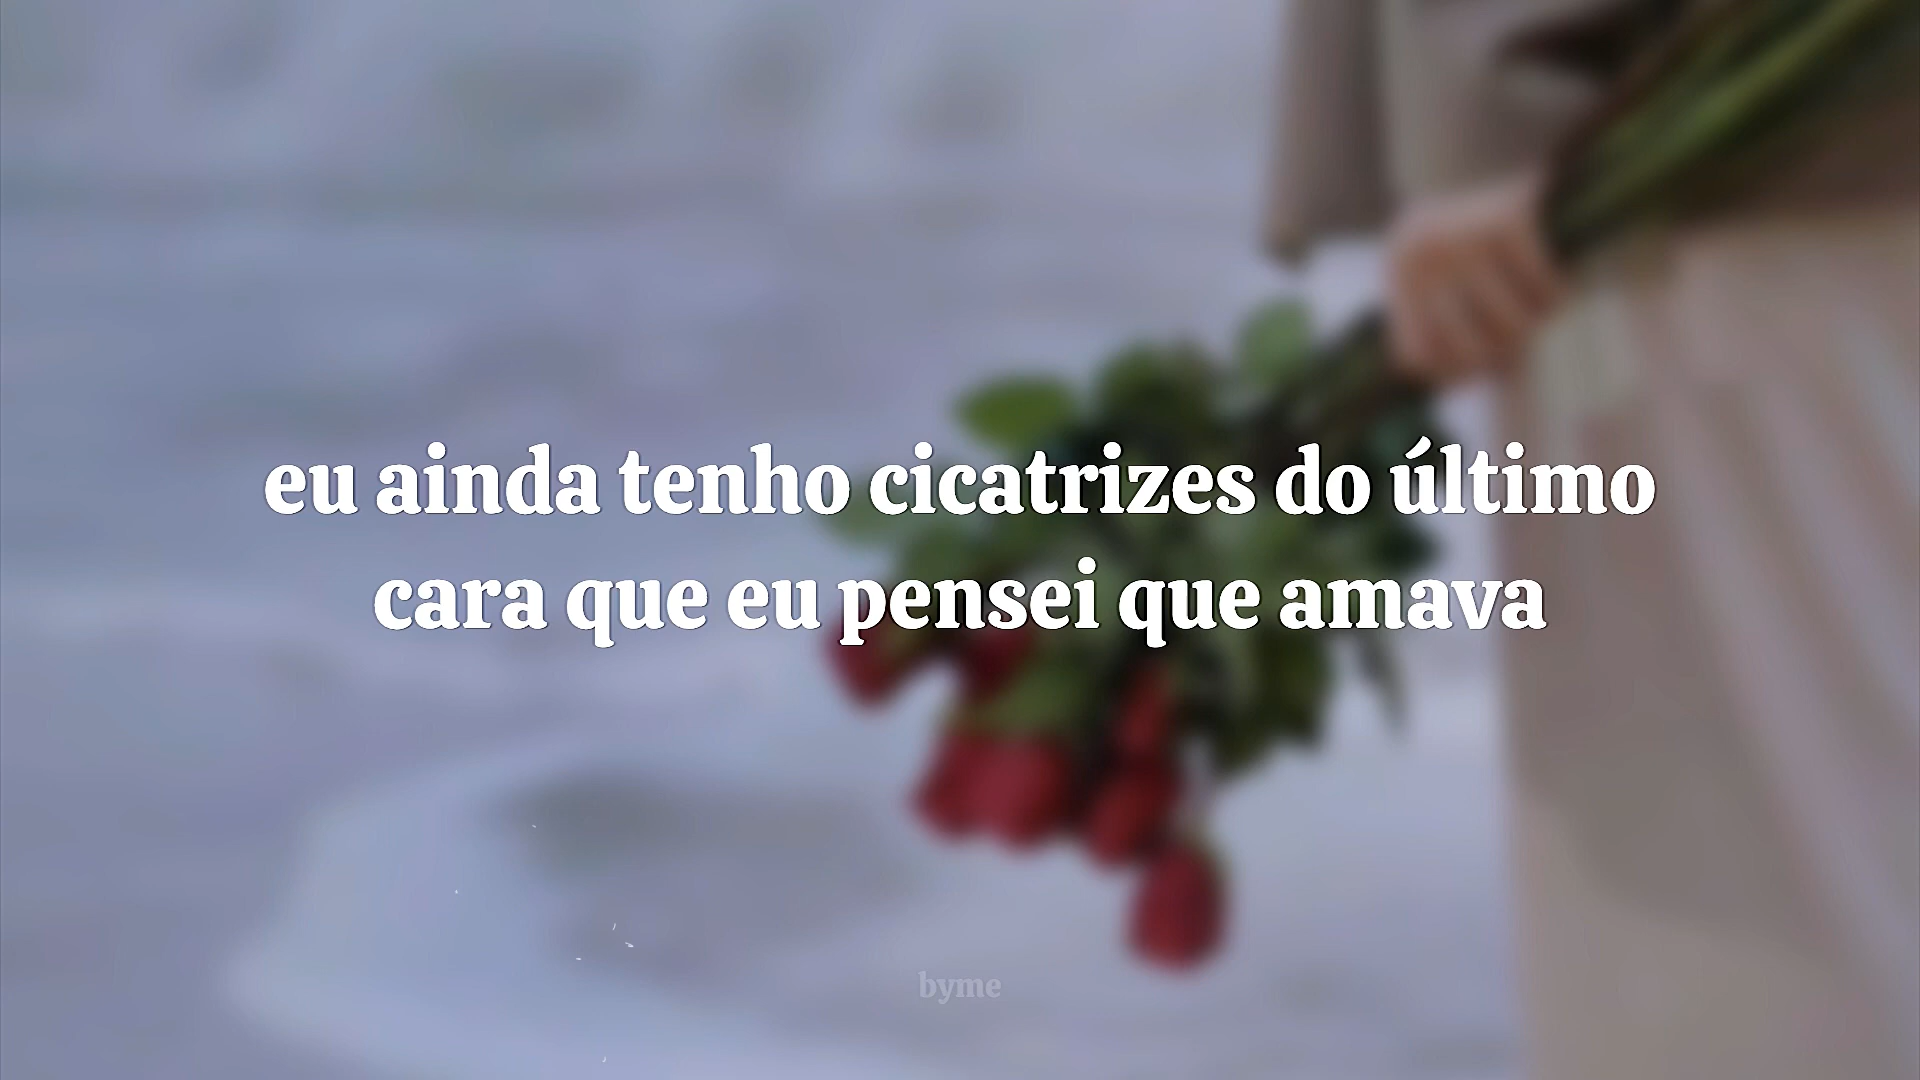 eu ainda tenho cicatrizes do último
cara que eu pensei que amava
byme